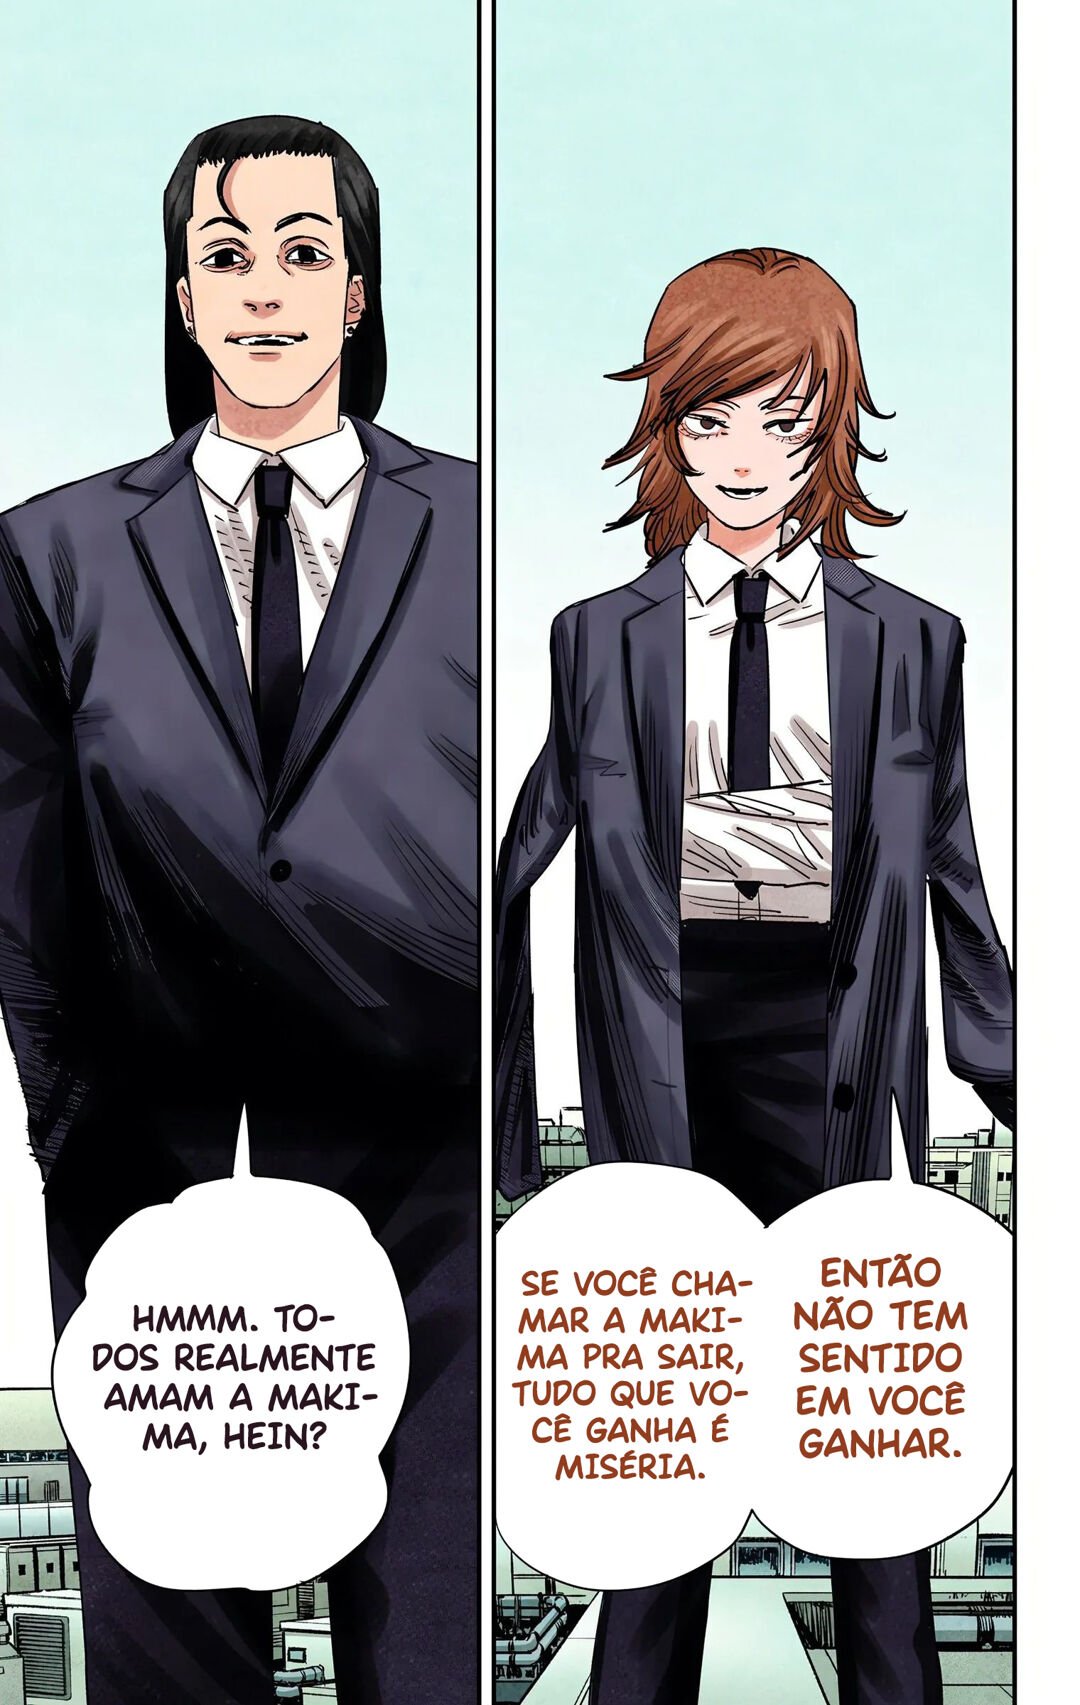 ENTÃO
NÃO TEM
SENTIDO
EM VOCÊ
GANHAR.
SE VOCÊ CHA-
MAR A MAKI-
MA PRA SAIR,
TUDO QUE VO-
CÊ GANHA É
MISÉRIA.
HMMM. TO-
DOS REALMENTE
AMAM A MAKI-
MA, HEIN?